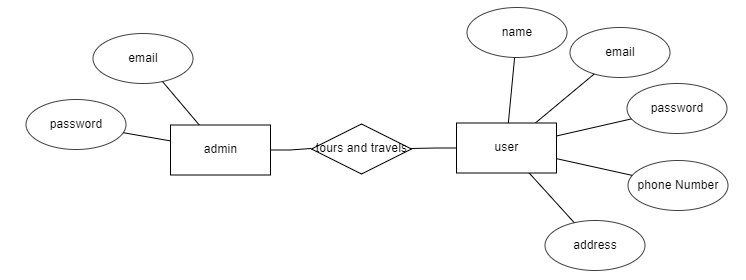 name
email
email
password
password
admin
tours and travels
user
phone Number
address